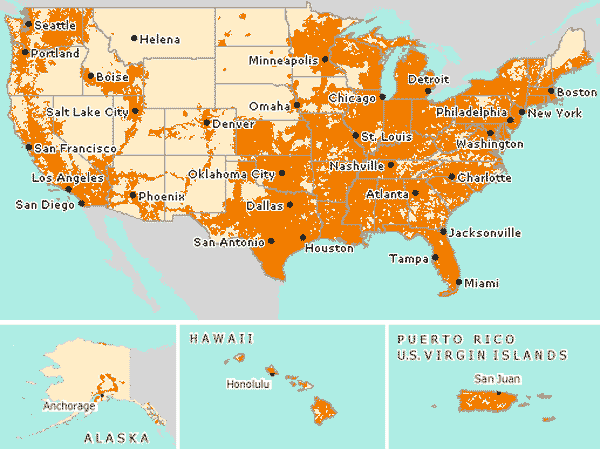 Seattle
Portland
Helena
Minneapolis
Boise
Detroit
Boston
Chicago
Omaha
Salt Lake City
Philadelphia
New York
Denver
St. Louis
Washington
San Francisco
Nashville
Oklahoma City
Los Angeles
Charlotte
Phoenix
Atlanta
San Diego
Dallas
Jacksonville
San Antonio
Houston
Tampa
Miami
Anchorage
ALASKA
HAWAII
Honolulu
PUERTO RICO
U.S. VIRGIN ISLANDS
San Juan